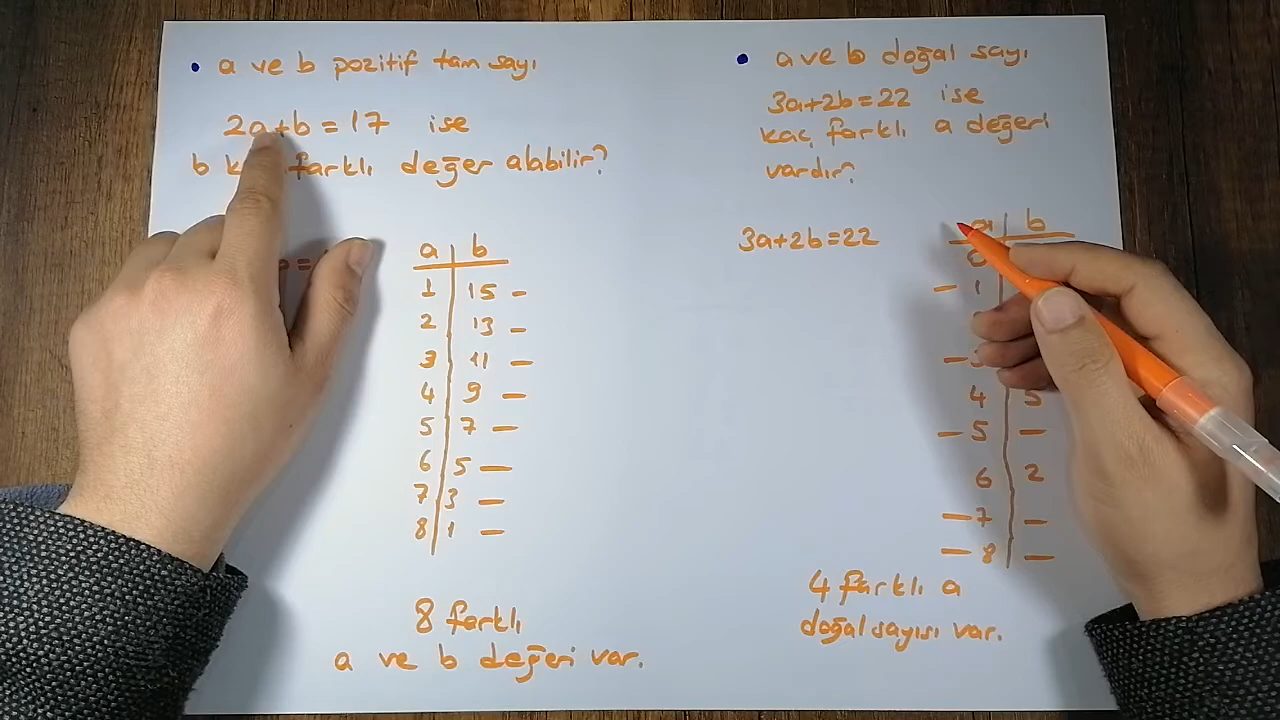 • a ve b pozitif tam sayı
2a+b = 17 ise
b farklı değer alabilir?
a b
1 15 –
2 13 –
3 11 –
4 9 –
5 7 –
6 5 –
7 3 –
8 1 –
8 farklı
a ve b değeri var.
• a ve b doğal sayı
3a+2b=22 ise
kaç farklı a değeri
vardır?
3a+2b=22
a b
0
– 1
4 5
– 5 –
6 2
– 7 –
– 8 –
4 farklı a
doğal sayısı var.